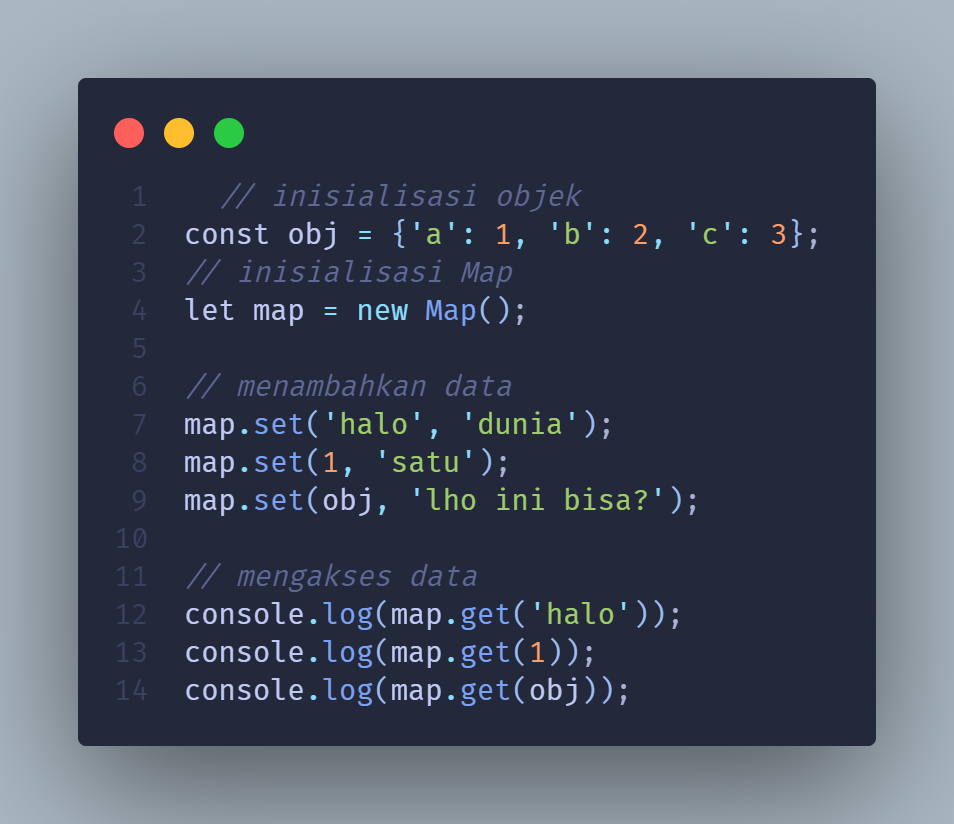 1 // inisialisasi objek
2 const obj = {'a': 1, 'b': 2, 'c': 3};
3 // inisialisasi Map
4 let map = new Map();
5
6 // menambahkan data
7 map.set('halo', 'dunia');
8 map.set(1, 'satu');
9 map.set(obj, 'lho ini bisa?');
10
11 // mengakses data
12 console.log(map.get('halo'));
13 console.log(map.get(1));
14 console.log(map.get(obj));